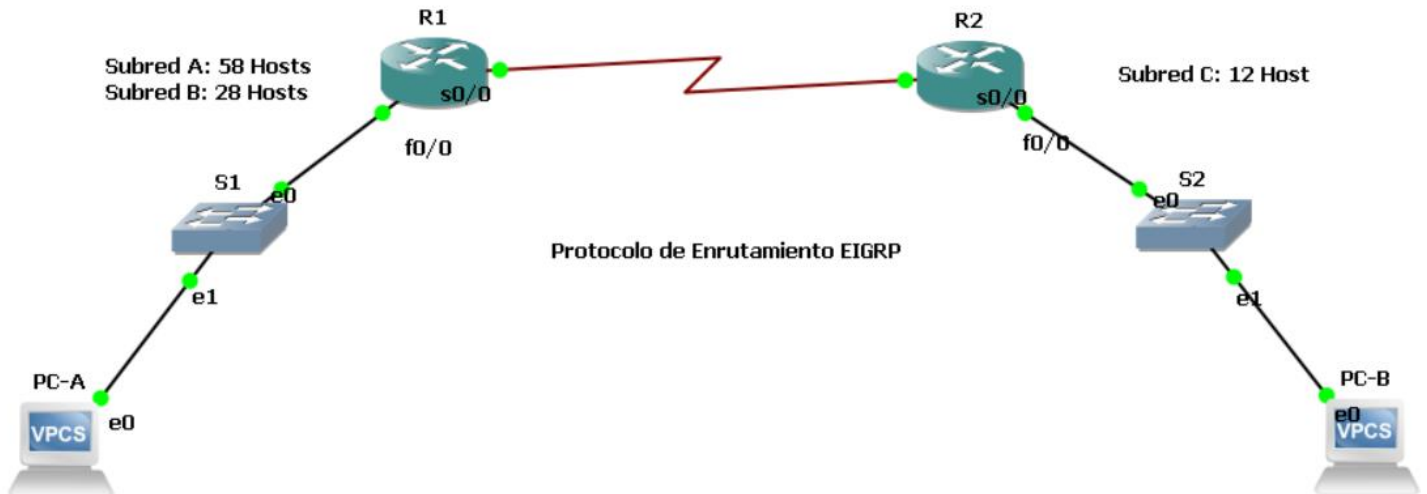 R1
R2
Subred A: 58 Hosts
Subred B: 28 Hosts
Subred C: 12 Host
s0/0
s0/0
f0/0
f0/0
S1
S2
e0
e0
Protocolo de Enrutamiento EIGRP
e1
e1
PC-A
PC-B
e0
e0
VPCS
VPCS